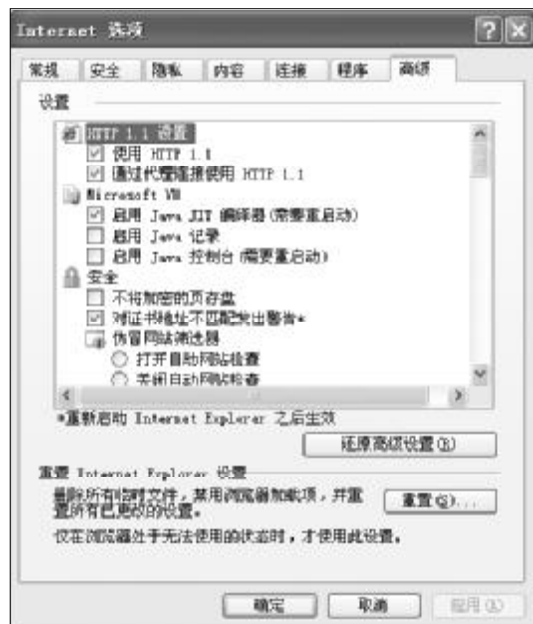 Internet 选项
常规 安全 隐私 内容 连接 程序 高级
设置
HTTP 1.1 设置
使用 HTTP 1.1
通过代理连接使用 HTTP 1.1
Microsoft VM
启用 Java JIT 编译器(需要重启动)
启用 Java 记录
启用 Java 控制台(需要重启动)
安全
不将加密的页存盘
对证书地址不匹配发出警告*
仿冒网站筛选器
打开自动网站检查
关闭自动网站检查
*重新启动 Internet Explorer 之后生效
还原高级设置(R)
重置 Internet Explorer 设置
删除所有临时文件，禁用浏览器加载项，并重
置所有已更改的设置。
重置(S)...
仅在浏览器处于无法使用的状态时，才使用此设置。
确定 取消 应用(A)